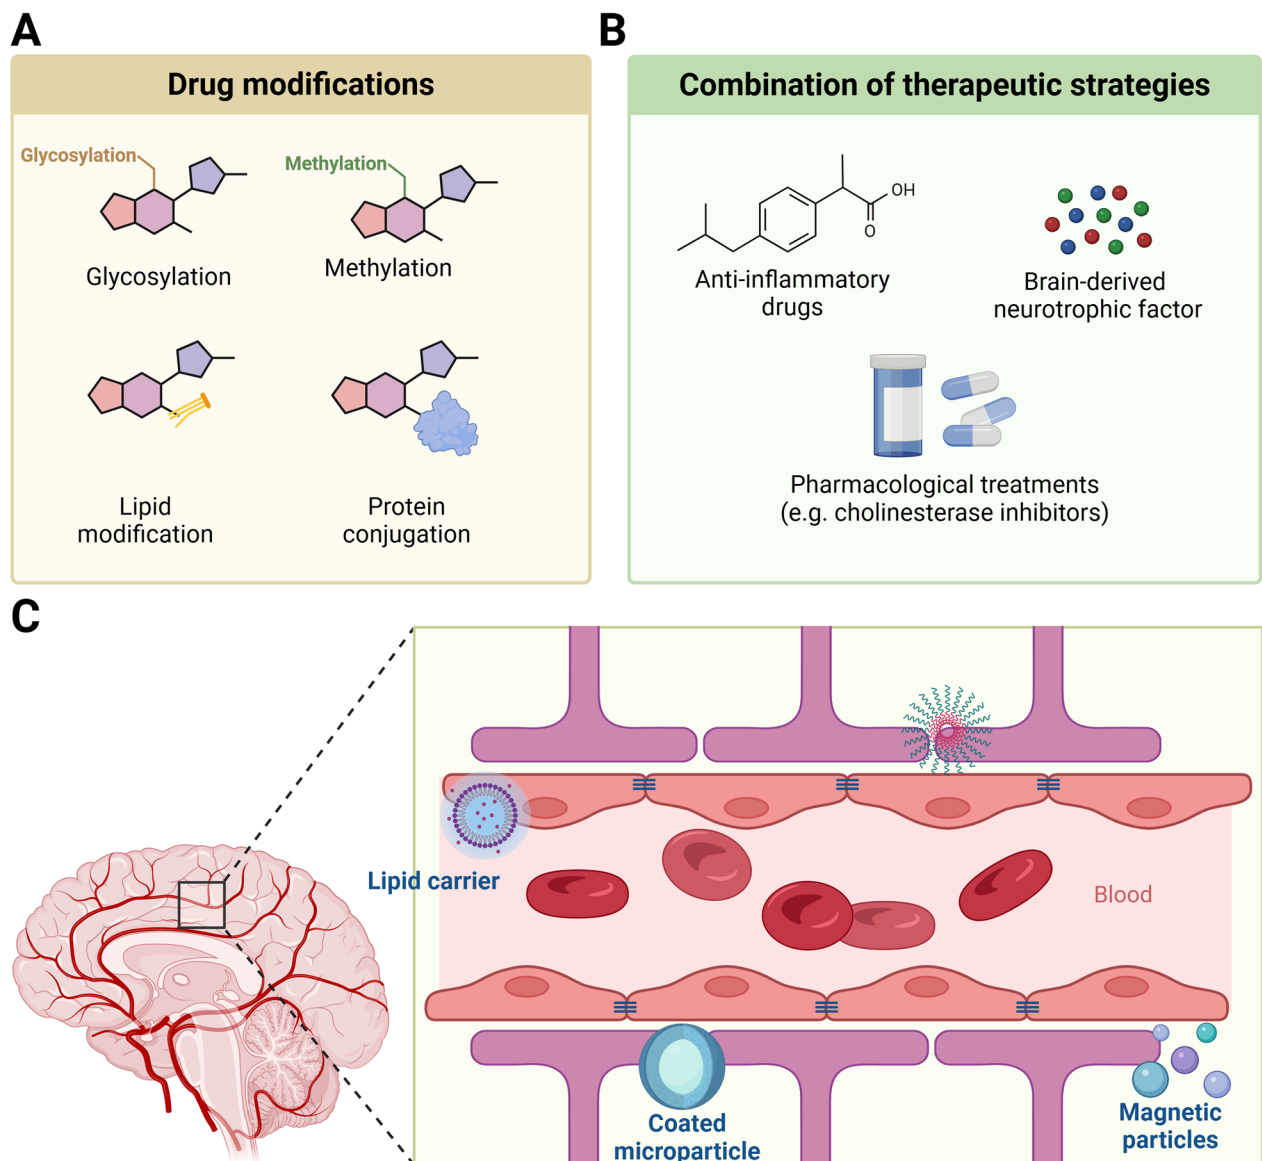 A
B
Drug modifications
Combination of therapeutic strategies
Glycosylation
Methylation
Glycosylation
Methylation
Lipid
modification
Protein
conjugation
OH
O
Anti-inflammatory
drugs
Brain-derived
neurotrophic factor
Pharmacological treatments
(e.g. cholinesterase inhibitors)
C
Lipid carrier
Blood
Coated
microparticle
Magnetic
particles